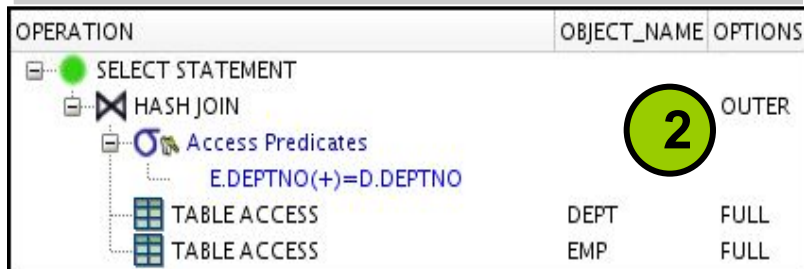 OPERATION OBJECT_NAME OPTIONS
SELECT STATEMENT
HASH JOIN OUTER
2
Access Predicates
E.DEPTNO(+)=D.DEPTNO
TABLE ACCESS DEPT FULL
TABLE ACCESS EMP FULL